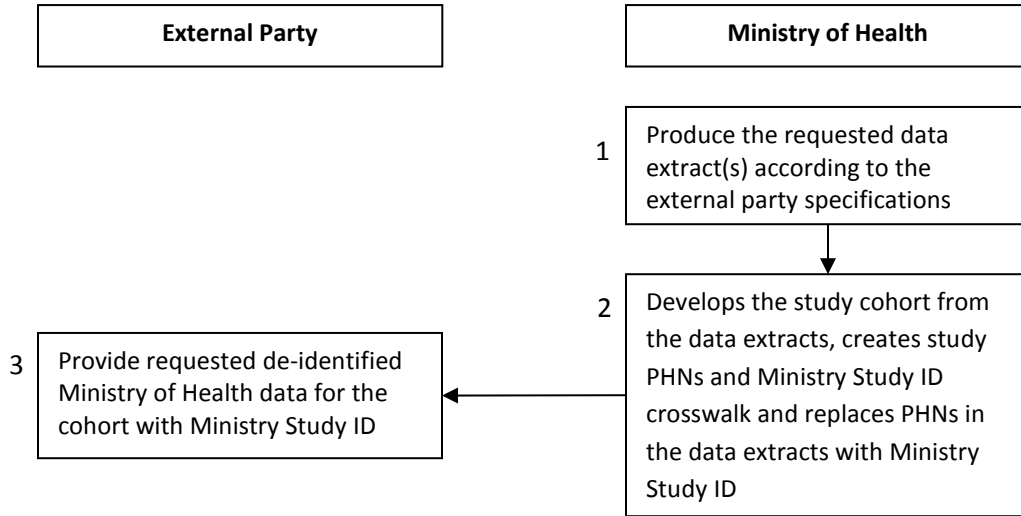 External Party
Ministry of Health
1
Produce the requested data
extract(s) according to the
external party specifications
2
Develops the study cohort from
the data extracts, creates study
PHNs and Ministry Study ID
crosswalk and replaces PHNs in
the data extracts with Ministry
Study ID
3
Provide requested de-identified
Ministry of Health data for the
cohort with Ministry Study ID